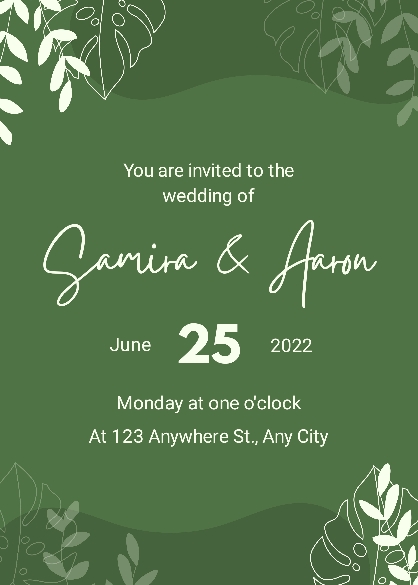 You are invited to the
wedding of
Samira & Aaron
June 25 2022
Monday at one o'clock
At 123 Anywhere St., Any City